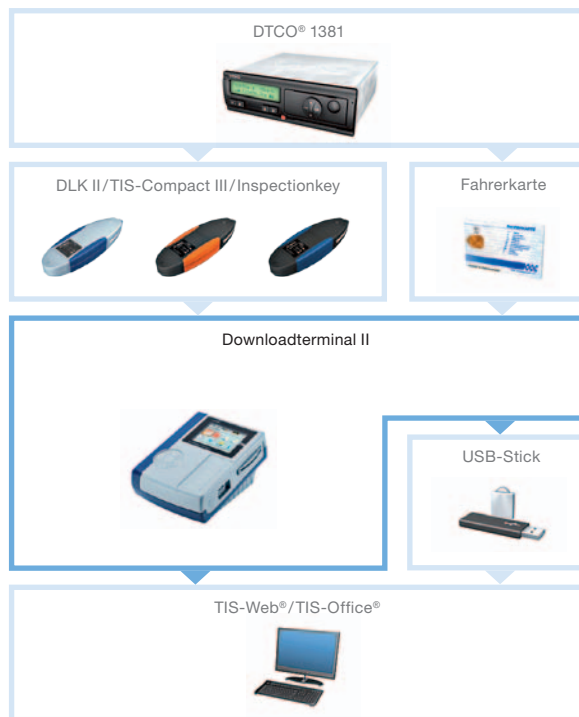 DTCO® 1381
DLK II/TIS-Compact III/Inspectionkey
Fahrerkarte
Downloadterminal II
USB-Stick
TIS-Web®/TIS-Office®